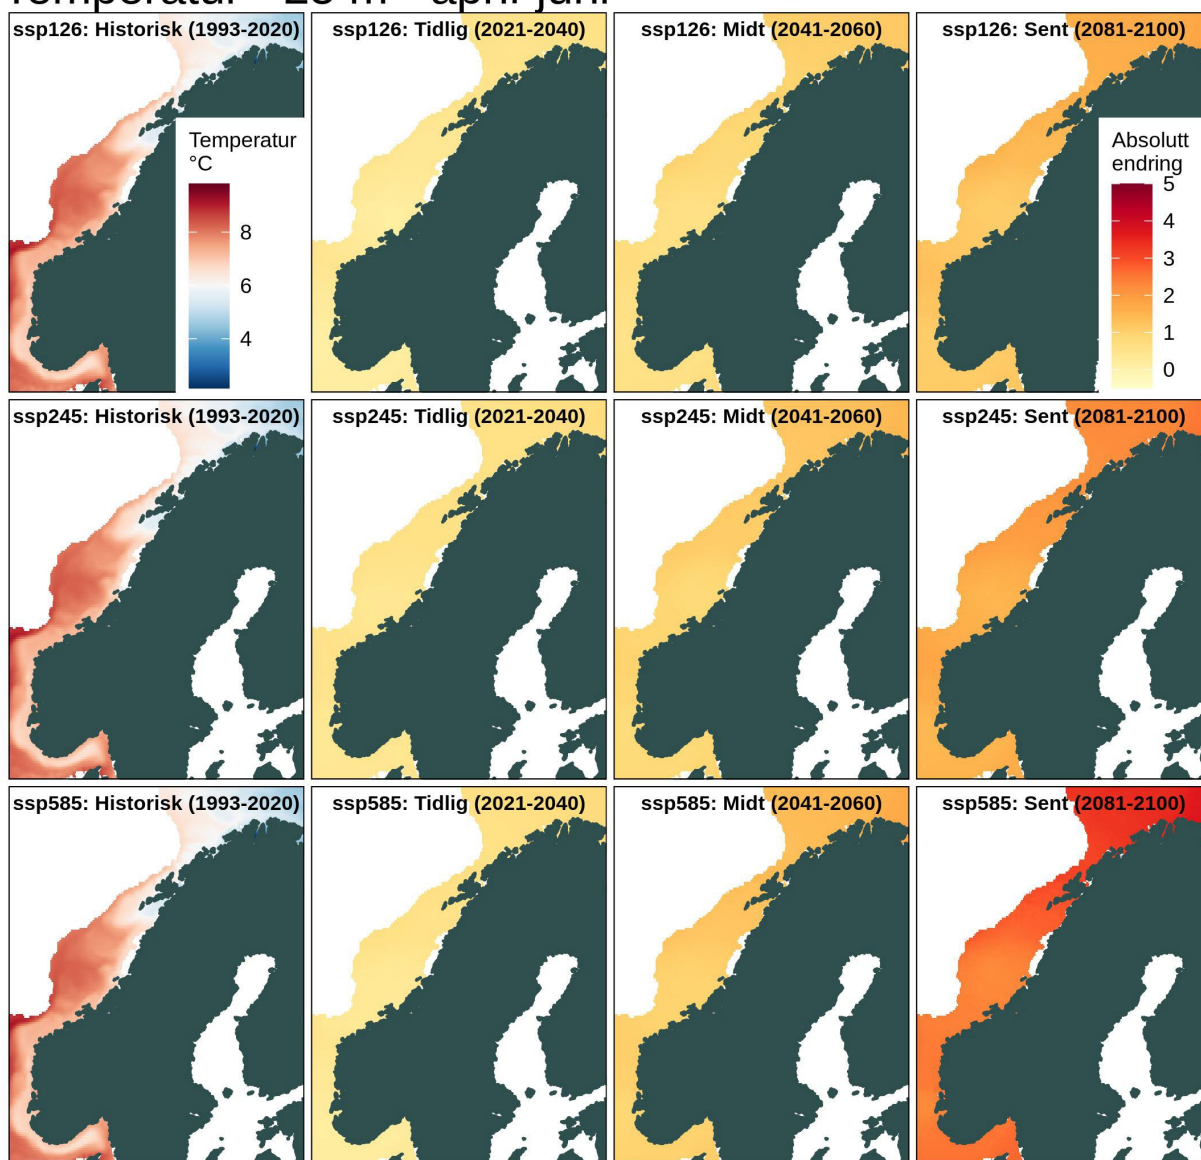 ssp126: Historisk (1993-2020) ssp126: Tidlig (2021-2040) ssp126: Midt (2041-2060) ssp126: Sent (2081-2100)
Temperatur
°C
8
6
4
Absolutt
endring
5
4
3
2
1
0
ssp245: Historisk (1993-2020) ssp245: Tidlig (2021-2040) ssp245: Midt (2041-2060) ssp245: Sent (2081-2100)
ssp585: Historisk (1993-2020) ssp585: Tidlig (2021-2040) ssp585: Midt (2041-2060) ssp585: Sent (2081-2100)